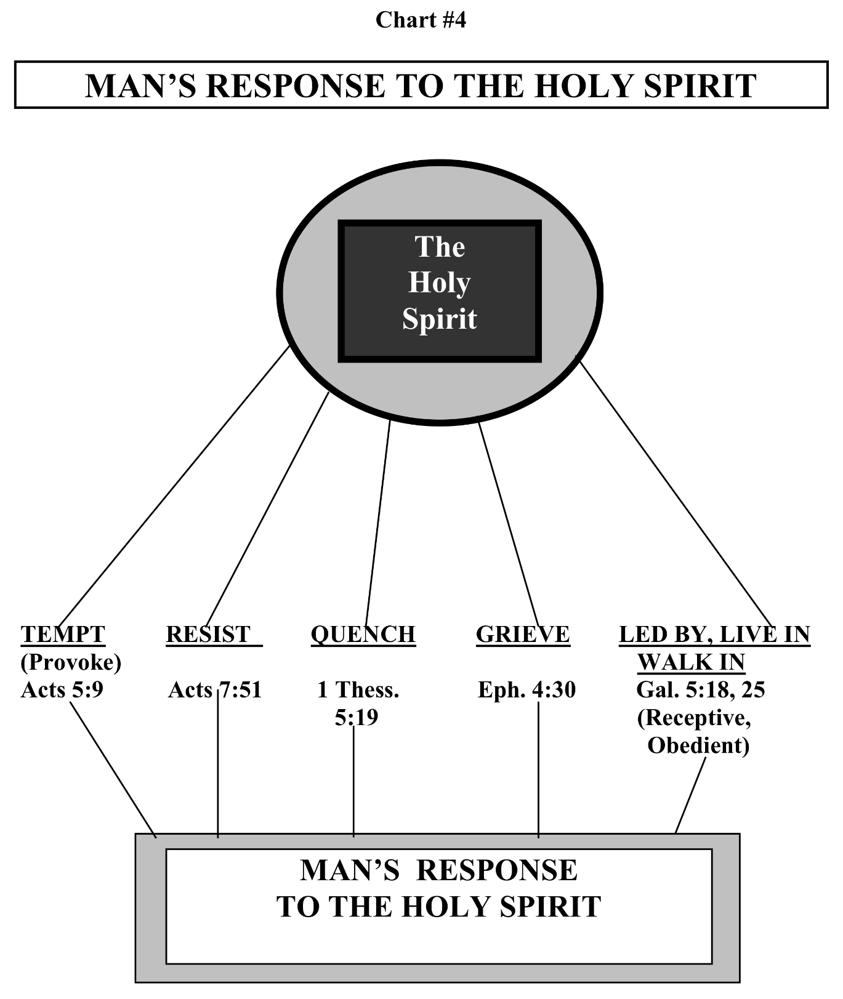 Chart #4
MAN’S RESPONSE TO THE HOLY SPIRIT
The
Holy
Spirit
TEMPT
(Provoke)
Acts 5:9
RESIST
Acts 7:51
QUENCH
1 Thess.
5:19
GRIEVE
Eph. 4:30
LED BY, LIVE IN
WALK IN
Gal. 5:18, 25
(Receptive,
Obedient)
MAN’S RESPONSE
TO THE HOLY SPIRIT